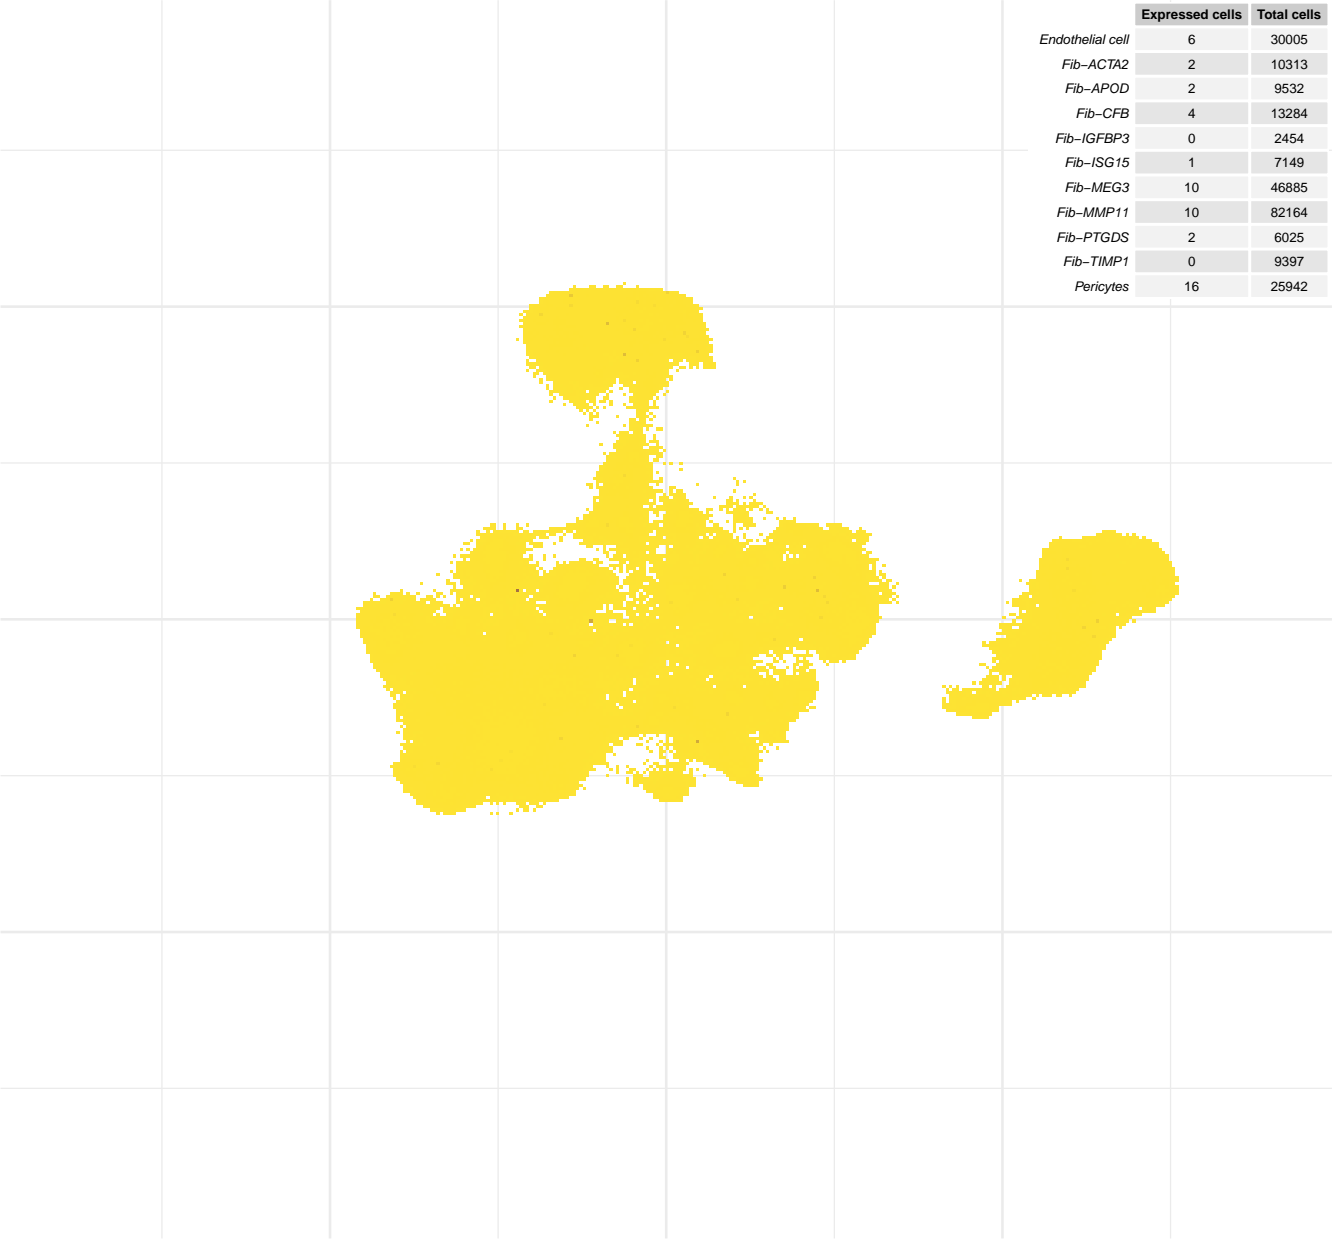 Expressed cells Total cells
Endothelial cell 6 30005
Fib−ACTA2 2 10313
Fib−APOD 2 9532
Fib−CFB 4 13284
Fib−IGFBP3 0 2454
Fib−ISG15 1 7149
Fib−MEG3 10 46885
Fib−MMP11 10 82164
Fib−PTGDS 2 6025
Fib−TIMP1 0 9397
Pericytes 16 25942